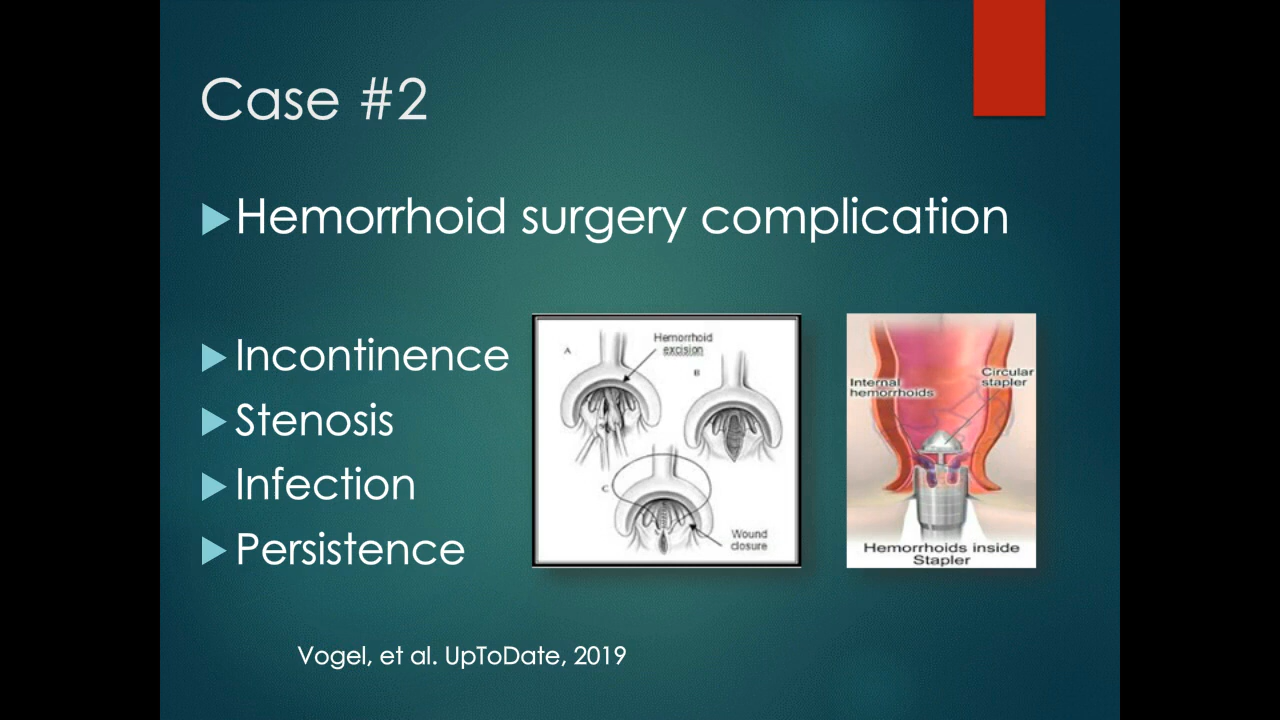 Case #2
Hemorrhoid surgery complication
Incontinence
Stenosis
Infection
Persistence
A
Hemorrhoid
excision
B
C
Wound
closure
Internal
hemorrhoids
Circular
stapler
Hemorrhoids inside
Stapler
Vogel, et al. UpToDate, 2019